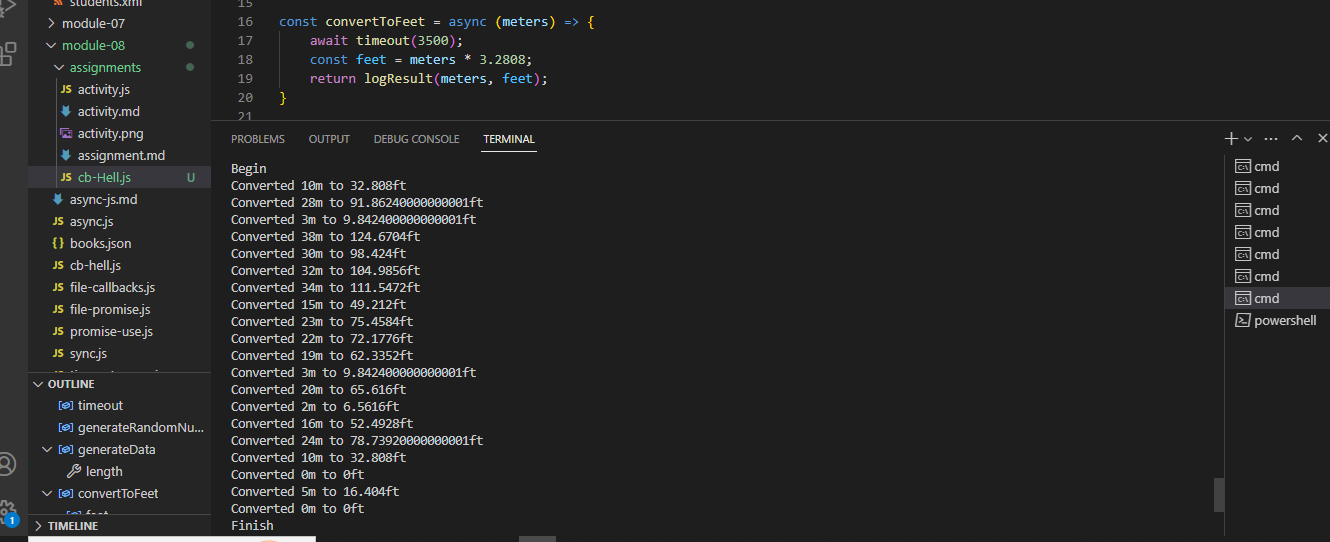 students.xml
module-07
module-08
assignments
JS activity.js
activity.md
activity.png
assignment.md
JS cb-Hell.js U
async-js.md
JS async.js
{} books.json
JS cb-hell.js
JS file-callbacks.js
JS file-promise.js
JS promise-use.js
JS sync.js
OUTLINE
timeout
generateRandomNu...
generateData
length
convertToFeet
feet
TIMELINE
1
15
16 const convertToFeet = async (meters) => {
17 await timeout(3500);
18 const feet = meters * 3.2808;
19 return logResult(meters, feet);
20 }
21
PROBLEMS OUTPUT DEBUG CONSOLE TERMINAL
Begin
Converted 10m to 32.808ft
Converted 28m to 91.86240000000001ft
Converted 3m to 9.842400000000001ft
Converted 38m to 124.6704ft
Converted 30m to 98.424ft
Converted 32m to 104.9856ft
Converted 34m to 111.5472ft
Converted 15m to 49.212ft
Converted 23m to 75.4584ft
Converted 22m to 72.1776ft
Converted 19m to 62.3352ft
Converted 3m to 9.842400000000001ft
Converted 20m to 65.616ft
Converted 2m to 6.5616ft
Converted 16m to 52.4928ft
Converted 24m to 78.73920000000001ft
Converted 10m to 32.808ft
Converted 0m to 0ft
Converted 5m to 16.404ft
Converted 0m to 0ft
Finish
cmd
cmd
cmd
cmd
cmd
cmd
cmd
powershell